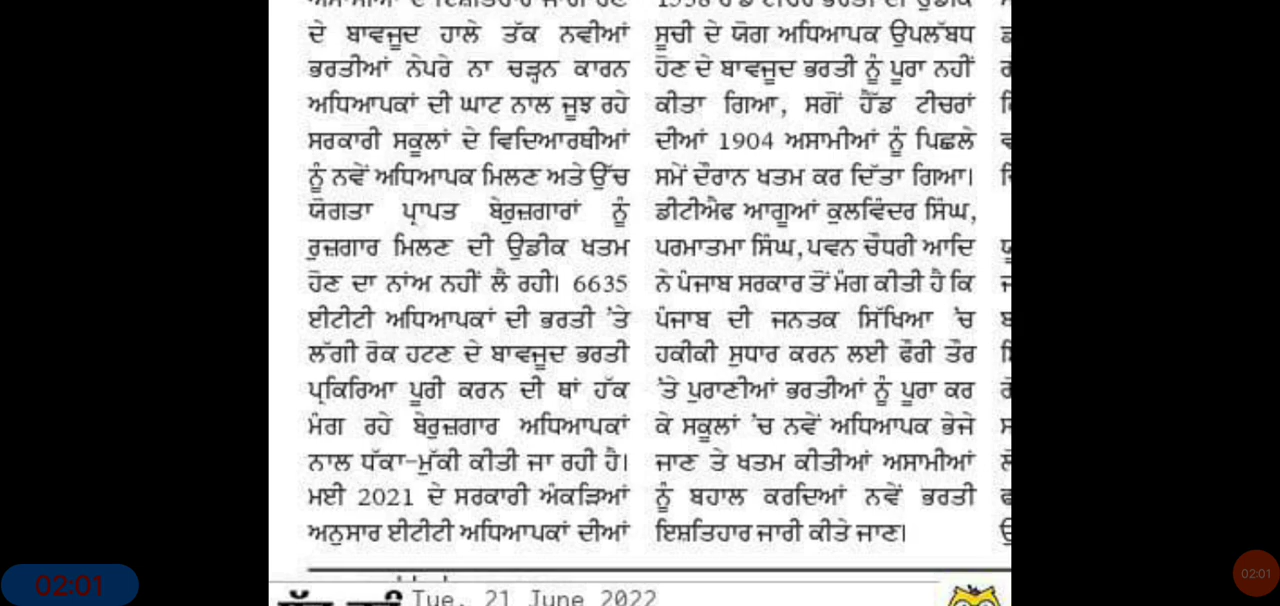 ਦੇ ਬਾਵਜੂਦ ਹਾਲੇ ਤੱਕ ਨਵੀਆਂ
ਭਰਤੀਆਂ ਨੇਪਰੇ ਨਾ ਚੜ੍ਹਨ ਕਾਰਨ
ਅਧਿਆਪਕਾਂ ਦੀ ਘਾਟ ਨਾਲ ਜੂਝ ਰਹੇ
ਸਰਕਾਰੀ ਸਕੂਲਾਂ ਦੇ ਵਿਦਿਆਰਥੀਆਂ
ਨੂੰ ਨਵੇਂ ਅਧਿਆਪਕ ਮਿਲਣ ਅਤੇ ਉੱਚ
ਯੋਗਤਾ ਪ੍ਰਾਪਤ ਬੇਰੁਜ਼ਗਾਰਾਂ ਨੂੰ
ਰੁਜ਼ਗਾਰ ਮਿਲਣ ਦੀ ਉਡੀਕ ਖਤਮ
ਹੋਣ ਦਾ ਨਾਂਅ ਨਹੀਂ ਲੈ ਰਹੀ। 6635
ਈਟੀਟੀ ਅਧਿਆਪਕਾਂ ਦੀ ਭਰਤੀ 'ਤੇ
ਲੱਗੀ ਰੋਕ ਹਟਣ ਦੇ ਬਾਵਜੂਦ ਭਰਤੀ
ਪ੍ਰਕਿਰਿਆ ਪੂਰੀ ਕਰਨ ਦੀ ਥਾਂ ਹੱਕ
ਮੰਗ ਰਹੇ ਬੇਰੁਜ਼ਗਾਰ ਅਧਿਆਪਕਾਂ
ਨਾਲ ਧੱਕਾ-ਮੁੱਕੀ ਕੀਤੀ ਜਾ ਰਹੀ ਹੈ।
ਮਈ 2021 ਦੇ ਸਰਕਾਰੀ ਅੰਕੜਿਆਂ
ਅਨੁਸਾਰ ਈਟੀਟੀ ਅਧਿਆਪਕਾਂ ਦੀਆਂ
ਸੂਚੀ ਦੇ ਯੋਗ ਅਧਿਆਪਕ ਉਪਲੱਬਧ
ਹੋਣ ਦੇ ਬਾਵਜੂਦ ਭਰਤੀ ਨੂੰ ਪੂਰਾ ਨਹੀਂ
ਕੀਤਾ ਗਿਆ, ਸਗੋਂ ਹੈੱਡ ਟੀਚਰਾਂ
ਦੀਆਂ 1904 ਅਸਾਮੀਆਂ ਨੂੰ ਪਿਛਲੇ
ਸਮੇਂ ਦੌਰਾਨ ਖਤਮ ਕਰ ਦਿੱਤਾ ਗਿਆ।
ਡੀਟੀਐਫ ਆਗੂਆਂ ਕੁਲਵਿੰਦਰ ਸਿੰਘ,
ਪਰਮਾਤਮਾ ਸਿੰਘ, ਪਵਨ ਚੌਧਰੀ ਆਦਿ
ਨੇ ਪੰਜਾਬ ਸਰਕਾਰ ਤੋਂ ਮੰਗ ਕੀਤੀ ਹੈ ਕਿ
ਪੰਜਾਬ ਦੀ ਜਨਤਕ ਸਿੱਖਿਆ 'ਚ
ਹਕੀਕੀ ਸੁਧਾਰ ਕਰਨ ਲਈ ਫੌਰੀ ਤੌਰ
'ਤੇ ਪੁਰਾਣੀਆਂ ਭਰਤੀਆਂ ਨੂੰ ਪੂਰਾ ਕਰ
ਕੇ ਸਕੂਲਾਂ 'ਚ ਨਵੇਂ ਅਧਿਆਪਕ ਭੇਜੇ
ਜਾਣ ਤੇ ਖਤਮ ਕੀਤੀਆਂ ਅਸਾਮੀਆਂ
ਨੂੰ ਬਹਾਲ ਕਰਦਿਆਂ ਨਵੇਂ ਭਰਤੀ
ਇਸ਼ਤਿਹਾਰ ਜਾਰੀ ਕੀਤੇ ਜਾਣ।
Tue, 21 June 2022
02:01
02:01